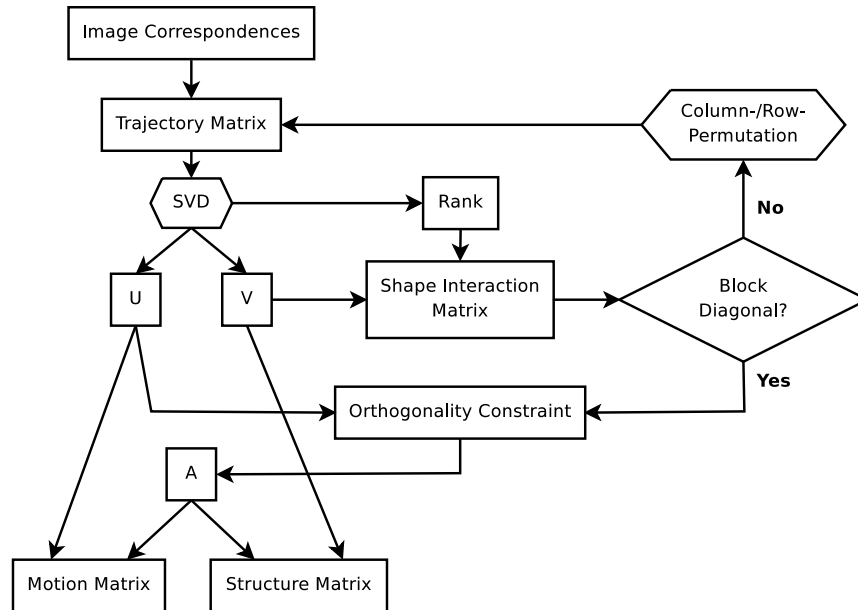 Image Correspondences
Trajectory Matrix
Column-/Row-
Permutation
SVD
Rank
No
U
V
Shape Interaction
Matrix
Block
Diagonal?
Yes
Orthogonality Constraint
A
Motion Matrix
Structure Matrix